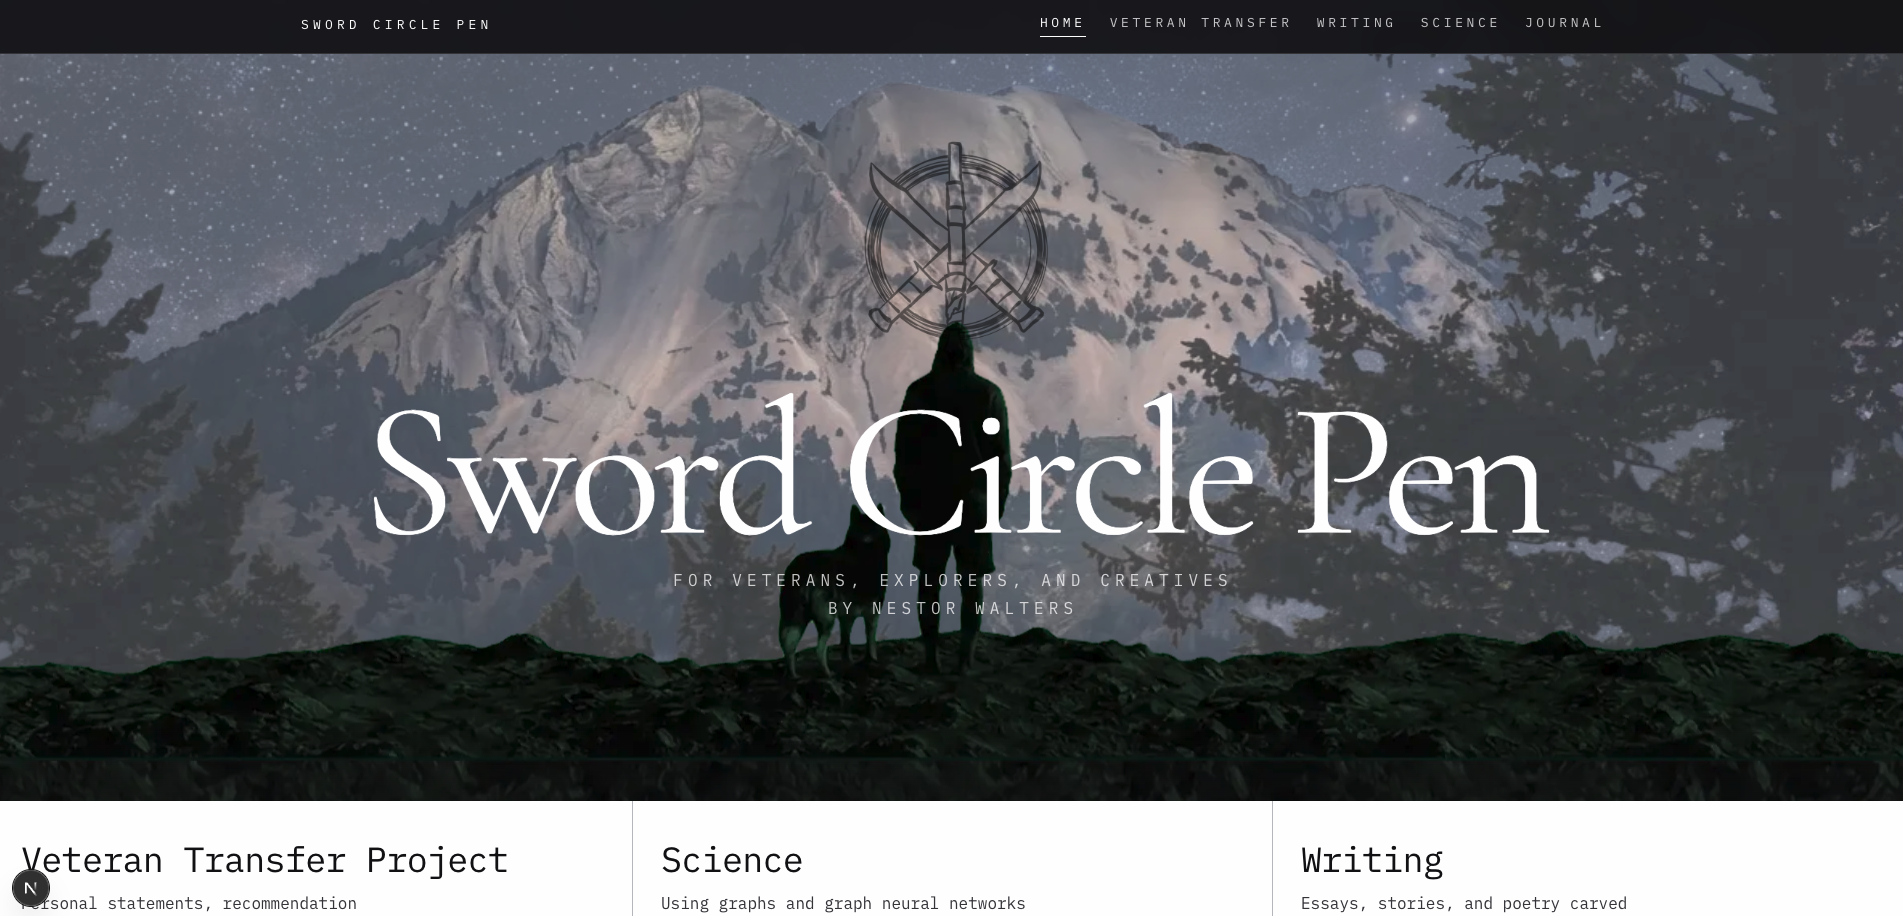 SWORD CIRCLE PEN
HOME VETERAN TRANSFER WRITING SCIENCE JOURNAL
Sword Circle Pen
FOR VETERANS, EXPLORERS, AND CREATIVES
BY NESTOR WALTERS
Veteran Transfer Project
Personal statements, recommendation
Science
Using graphs and graph neural networks
Writing
Essays, stories, and poetry carved
N